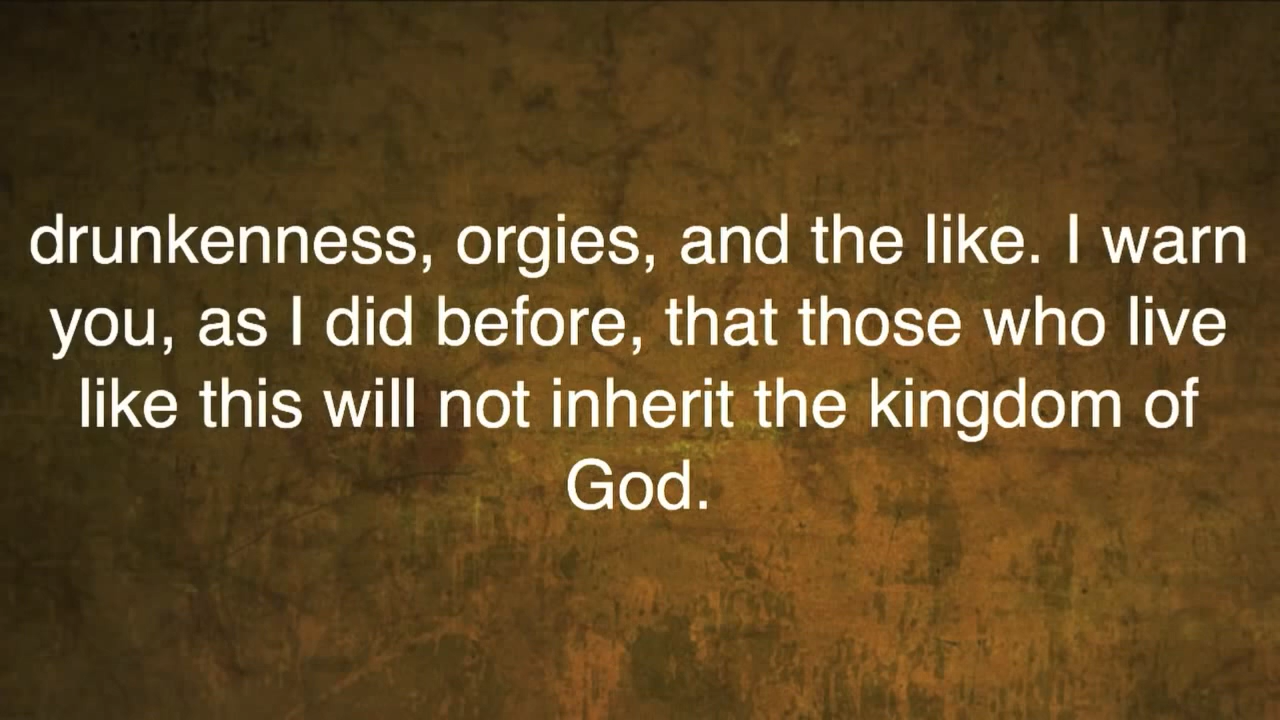 drunkenness, orgies, and the like. I warn
you, as I did before, that those who live
like this will not inherit the kingdom of
God.